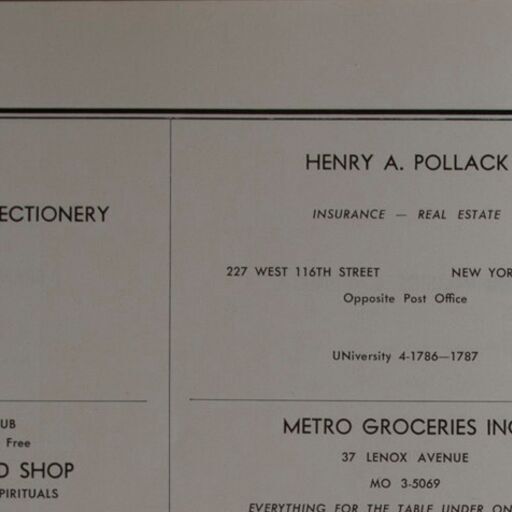 ECTIONERY
UB
Free
D SHOP
PIRITUALS
HENRY A. POLLACK
INSURANCE — REAL ESTATE
227 WEST 116TH STREET NEW YOR
Opposite Post Office
UNiversity 4-1786—1787
METRO GROCERIES INC
37 LENOX AVENUE
MO 3-5069
EVERYTHING FOR THE TABLE UNDER ON